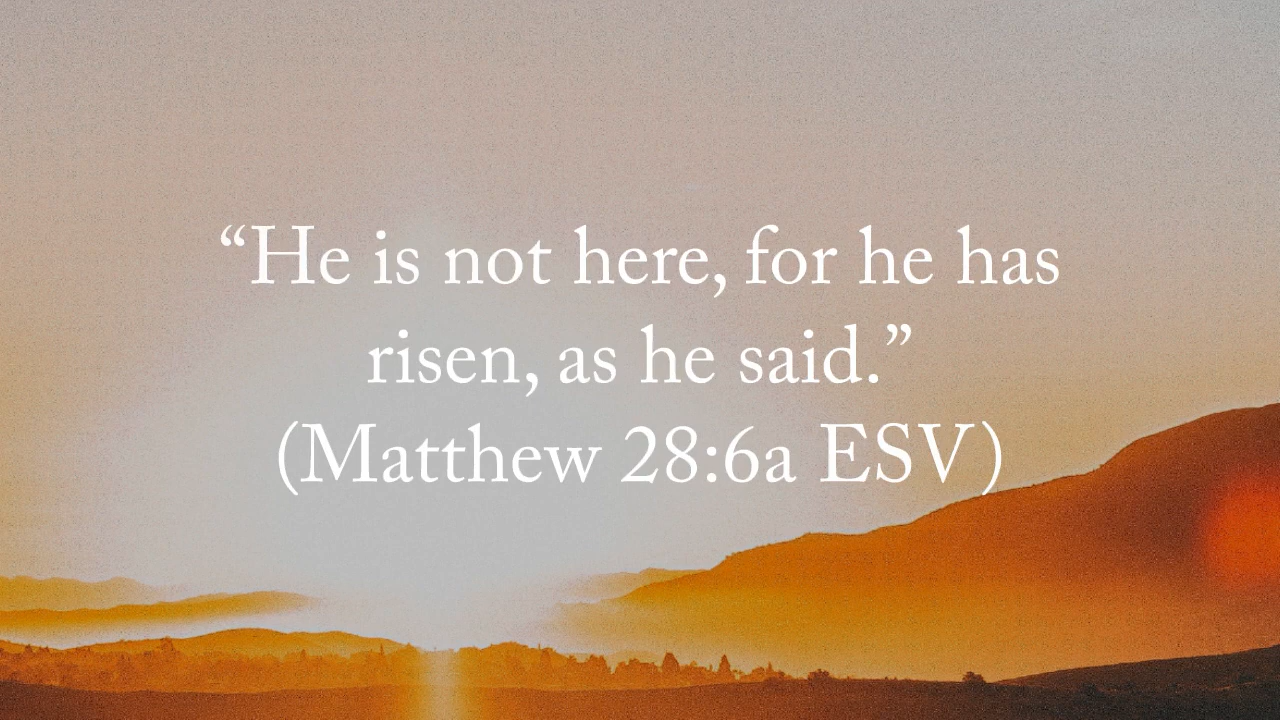 “He is not here, for he has
risen, as he said.”
(Matthew 28:6a ESV)